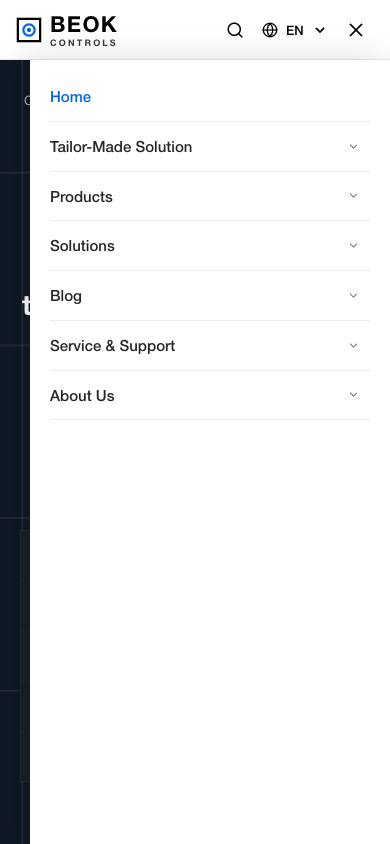 BEOK
CONTROLS
EN
Home
Tailor-Made Solution
Products
Solutions
Blog
Service & Support
About Us